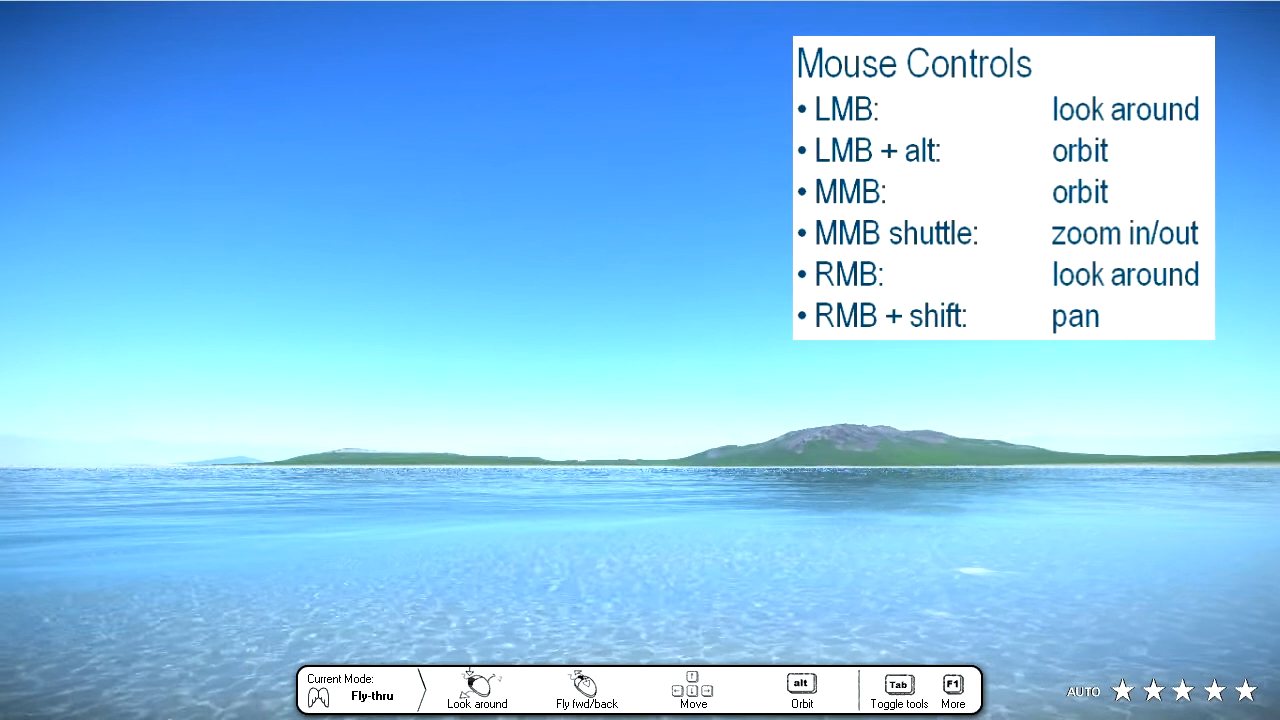 Mouse Controls
• LMB: look around
• LMB + alt: orbit
• MMB: orbit
• MMB shuttle: zoom in/out
• RMB: look around
• RMB + shift: pan
Current Mode:
Fly-thru
Look around
Fly fwd/back
Move
alt
Orbit
Tab
Toggle tools
F1
More
AUTO